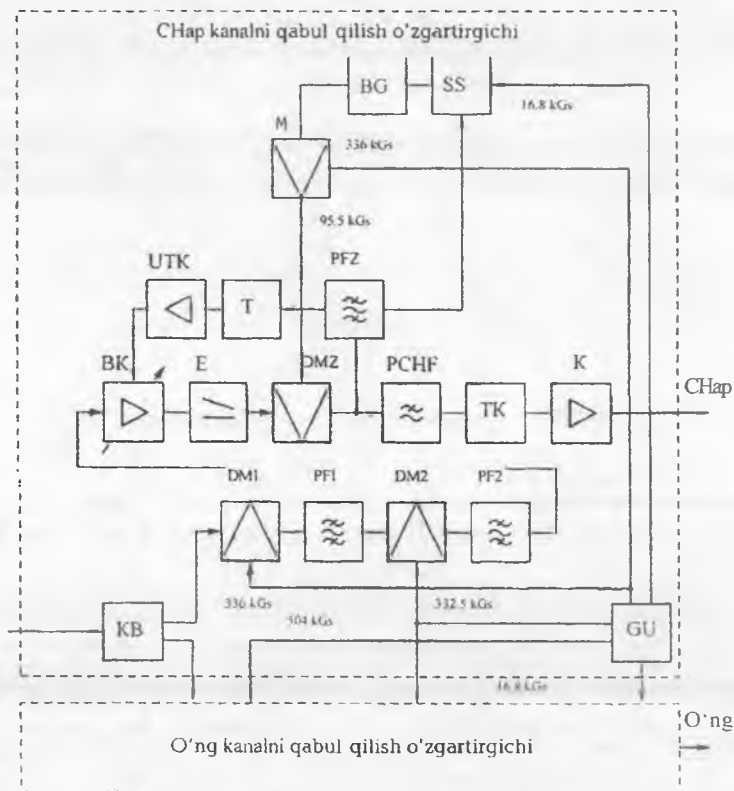 CHap kanalni qabul qilish o'zgartirgichi
BG
SS
16.8 kGs
M
336 kGs
95.5 kGs
UTK
T
PFZ
BK
E
DMZ
PCHF
TK
K
CHap
DM1
PF1
DM2
PF2
336 kGs
504 kGs
332.5 kGs
KB
GU
16.8 kGs
O'ng kanalni qabul qilish o'zgartirgichi
O'ng